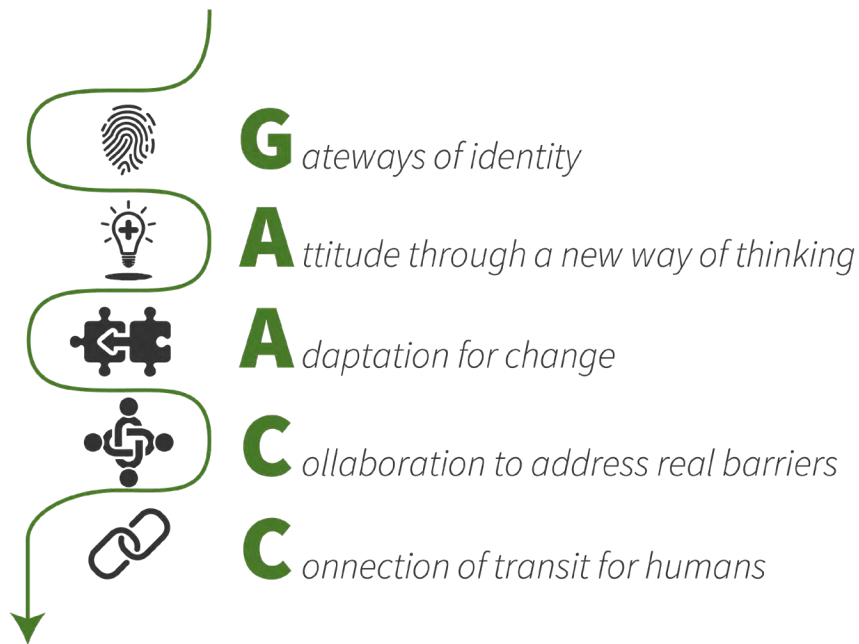 Gateways of identity
Attitude through a new way of thinking
Adaptation for change
Collaboration to address real barriers
Connection of transit for humans